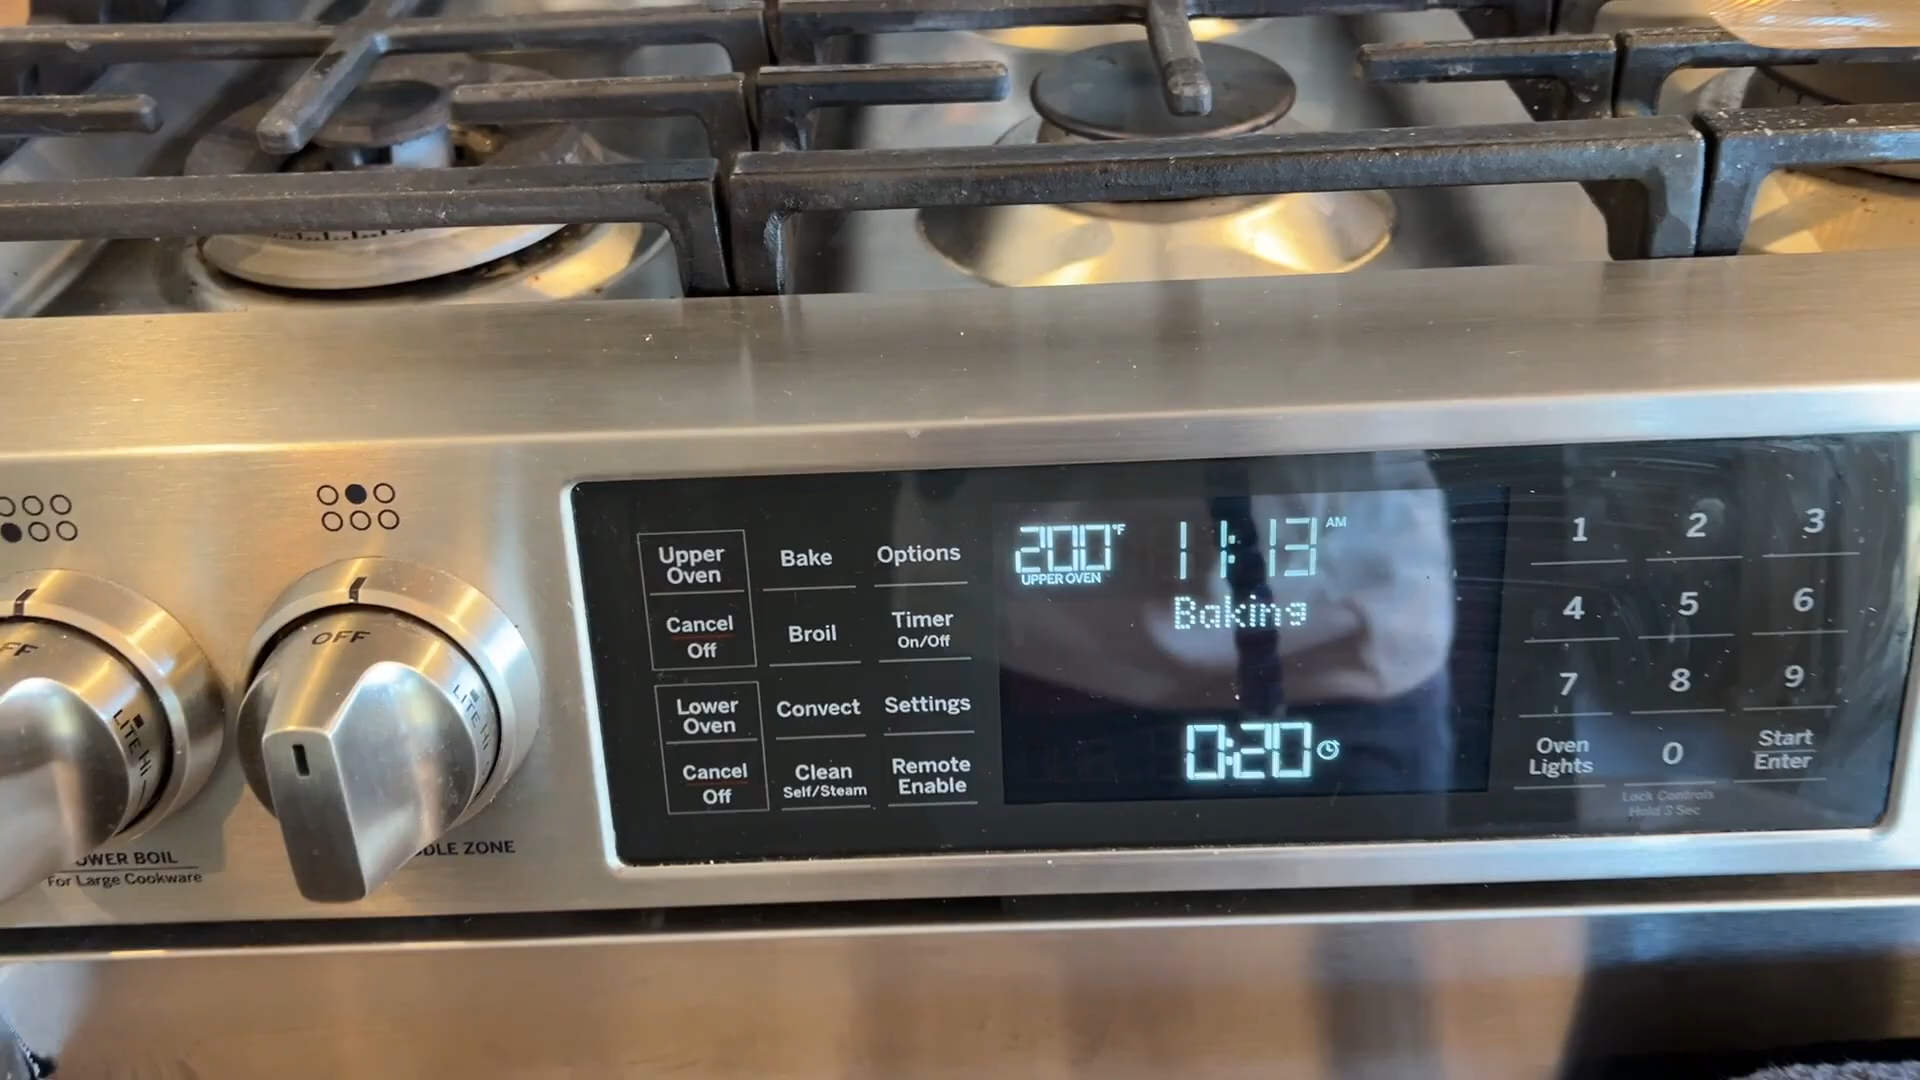 Upper
Oven
Cancel
Off
Lower
Oven
Cancel
Off
Bake
Broil
Convect
Clean
Self/Steam
Options
Timer
On/Off
Settings
Remote
Enable
200°F
UPPER OVEN
11:13 AM
Baking
0:20
1 2 3
4 5 6
7 8 9
Oven
Lights
0
Start
Enter
Lock Controls
Hold 3 Sec
OFF
LITE Hi
OFF
LITE Hi
BOIL
For Large Cookware
ZONE